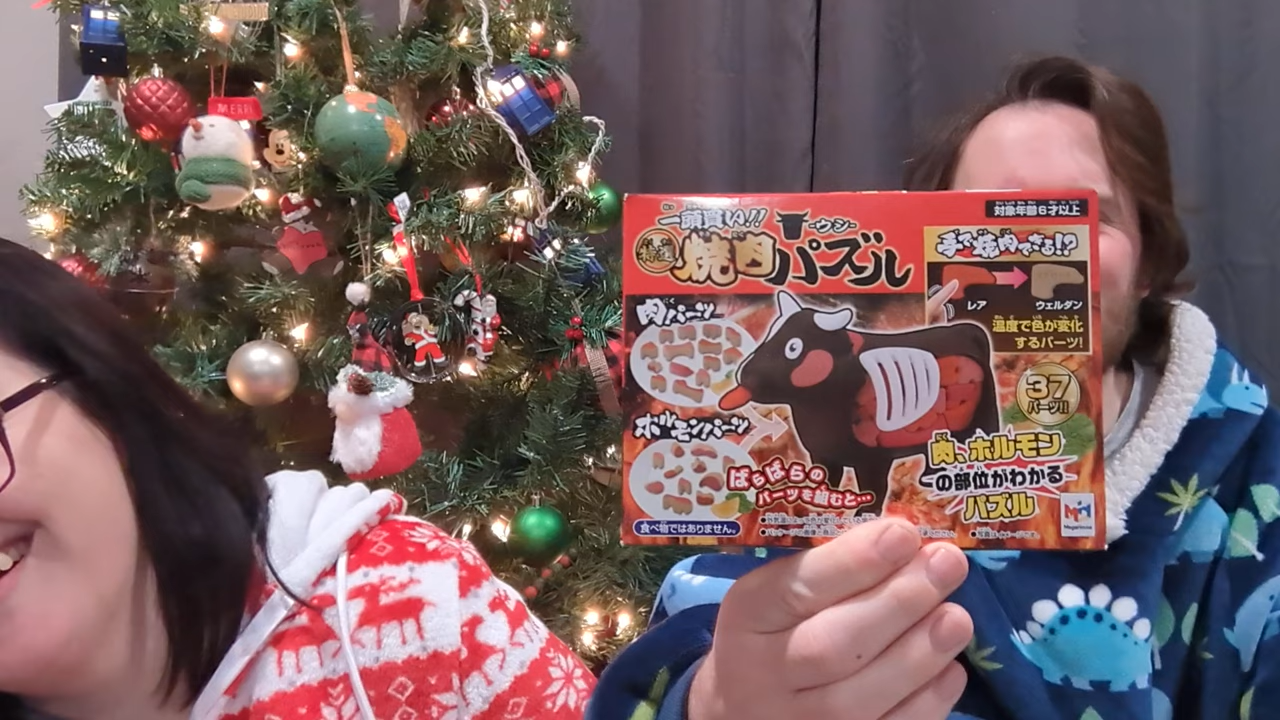 MERRY
一頭買い!!
-ウシ-
特選
焼肉パズル
対象年齢6才以上
手で焼肉できる!?
レア
ウェルダン
温度で色が変化
するパーツ!
肉パーツ
37
パーツ!!
ホルモンパーツ
ばらばらの
パーツを組むと…
肉、ホルモン
の部位がわかる
パズル
食べ物ではありません。
MegaHouse